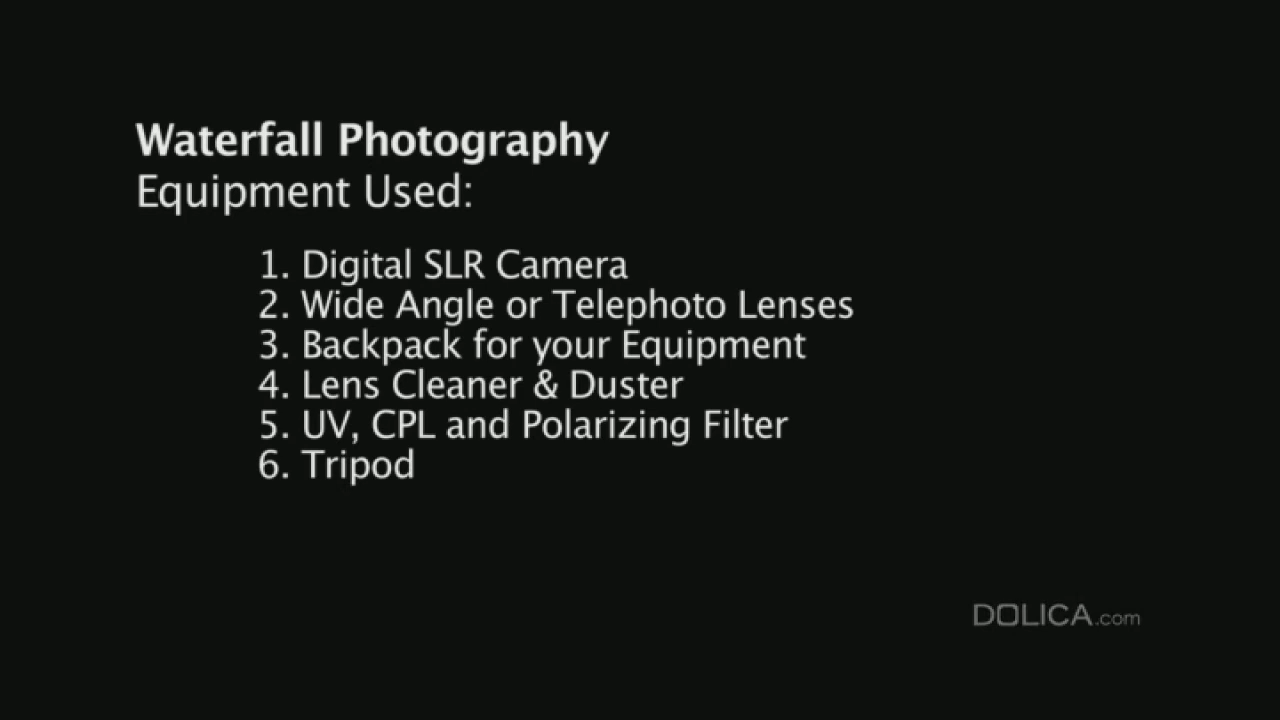 Waterfall Photography
Equipment Used:
1. Digital SLR Camera
2. Wide Angle or Telephoto Lenses
3. Backpack for your Equipment
4. Lens Cleaner & Duster
5. UV, CPL and Polarizing Filter
6. Tripod
DOLICA.com